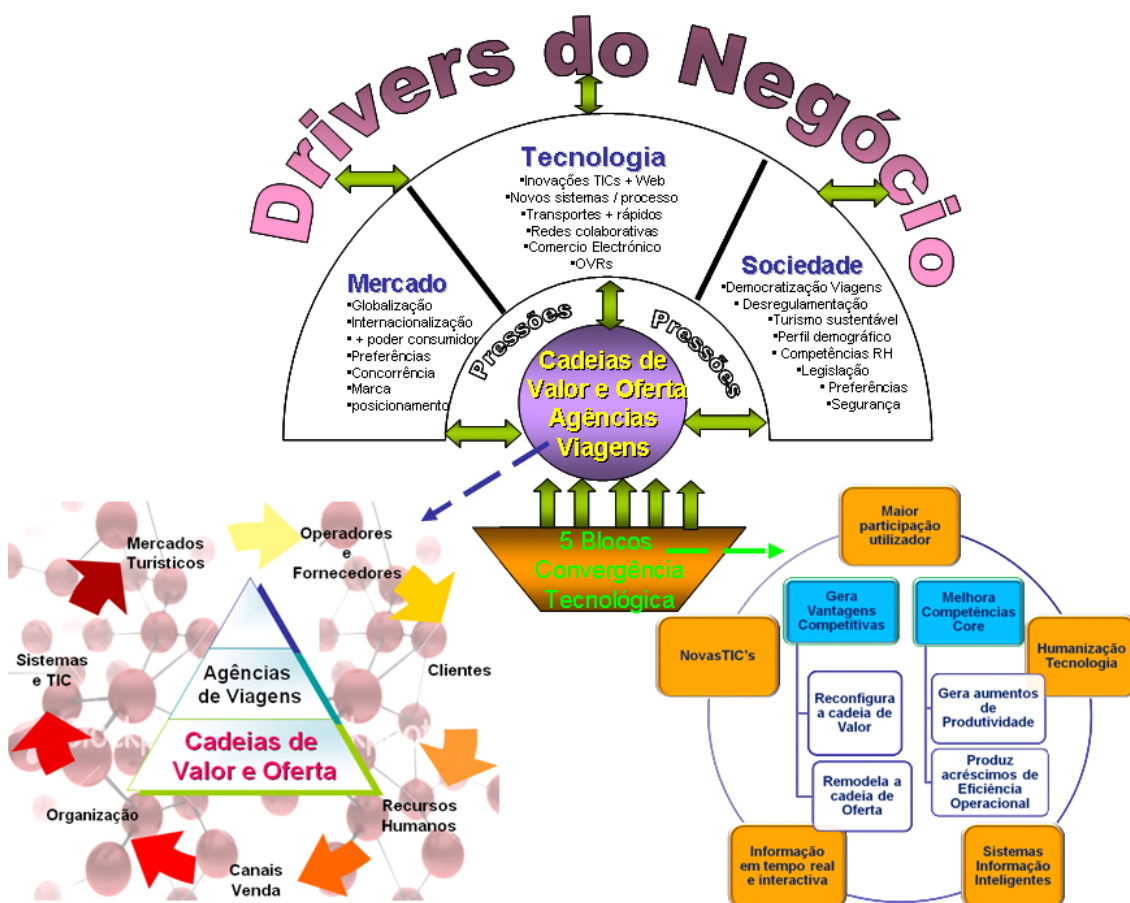 Drivers do Negócio
Tecnologia
▪Inovações TICs + Web
▪Novos sistemas / processo
▪Transportes + rápidos
▪Redes colaborativas
▪Comercio Electrónico
▪OVRs
Mercado
▪Globalização
▪Internacionalização
▪ + poder consumidor
▪Preferências
▪Concorrência
▪Marca
▪posicionamento
Sociedade
▪Democratização Viagens
▪Desregulamentação
▪Turismo sustentável
▪Perfil demográfico
▪Competências RH
▪Legislação
▪Preferências
▪Segurança
Pressões
Pressões
Cadeias de
Valor e Oferta
Agências
Viagens
5 Blocos
Convergência
Tecnológica
Mercados
Turísticos
Operadores
e
Fornecedores
Clientes
Recursos
Humanos
Canais
Venda
Organização
Sistemas
e TIC
Agências
de Viagens
Cadeias de
Valor e Oferta
Maior
participação
utilizador
Humanização
Tecnologia
Sistemas
Informação
Inteligentes
Informação
em tempo real
e interactiva
NovasTIC's
Gera
Vantagens
Competitivas
Reconfigura
a cadeia de
Valor
Remodela a
cadeia de
Oferta
Melhora
Competências
Core
Gera aumentos
de
Produtividade
Produz
acréscimos de
Eficiência
Operacional